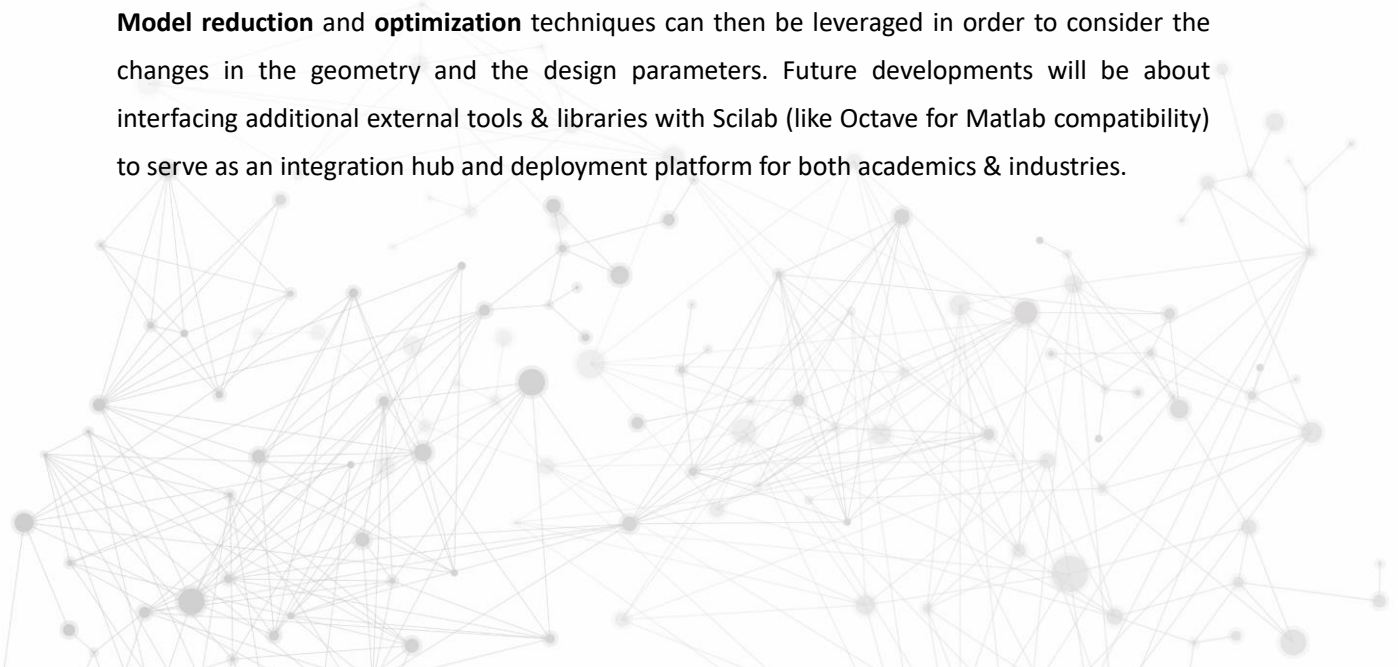 Model reduction and optimization techniques can then be leveraged in order to consider the
changes in the geometry and the design parameters. Future developments will be about
interfacing additional external tools & libraries with Scilab (like Octave for Matlab compatibility)
to serve as an integration hub and deployment platform for both academics & industries.